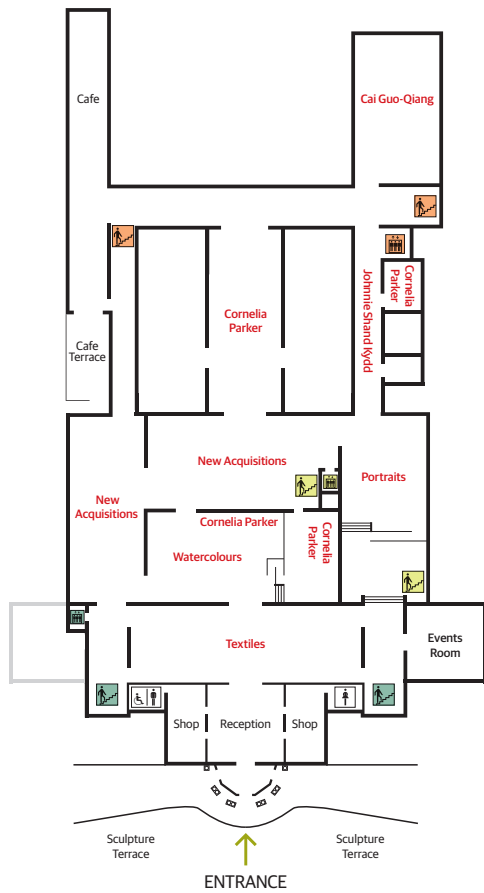 Cafe
Cai Guo-Qiang
Cornelia
Parker
Johnnie Shand Kydd
Cornelia
Parker
Cafe
Terrace
New Acquisitions
Portraits
New
Acquisitions
Cornelia Parker
Cornelia
Parker
Watercolours
Textiles
Events
Room
Shop
Reception
Shop
Sculpture
Terrace
Sculpture
Terrace
ENTRANCE